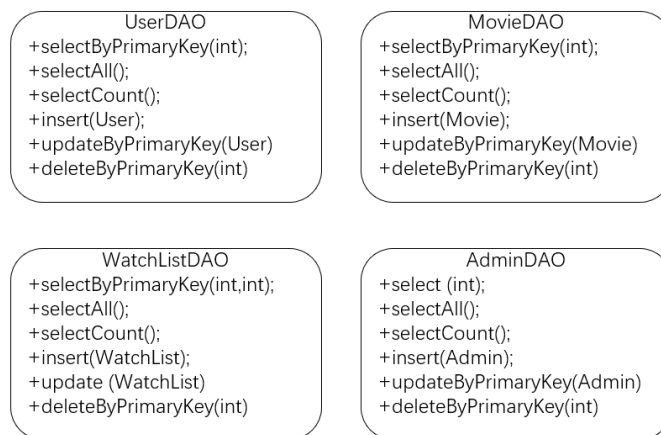 UserDAO
+selectByPrimaryKey(int);
+selectAll();
+selectCount();
+insert(User);
+updateByPrimaryKey(User)
+deleteByPrimaryKey(int)
MovieDAO
+selectByPrimaryKey(int);
+selectAll();
+selectCount();
+insert(Movie);
+updateByPrimaryKey(Movie)
+deleteByPrimaryKey(int)
WatchListDAO
+selectByPrimaryKey(int,int);
+selectAll();
+selectCount();
+insert(WatchList);
+update (WatchList)
+deleteByPrimaryKey(int)
AdminDAO
+select (int);
+selectAll();
+selectCount();
+insert(Admin);
+updateByPrimaryKey(Admin)
+deleteByPrimaryKey(int)